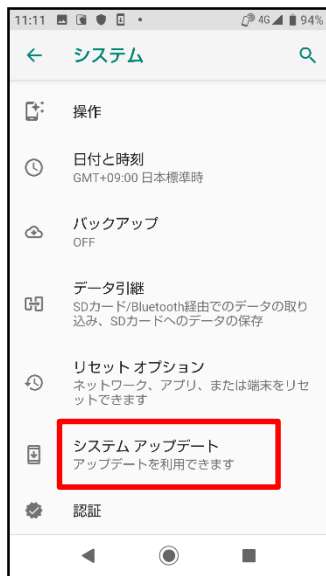 11:11 4G 94%
システム
操作
日付と時刻
GMT+09:00 日本標準時
バックアップ
OFF
データ引継
SDカード/Bluetooth経由でのデータの取り
込み、SDカードへのデータの保存
リセット オプション
ネットワーク、アプリ、または端末をリセ
ットできます
システム アップデート
アップデートを利用できます
認証